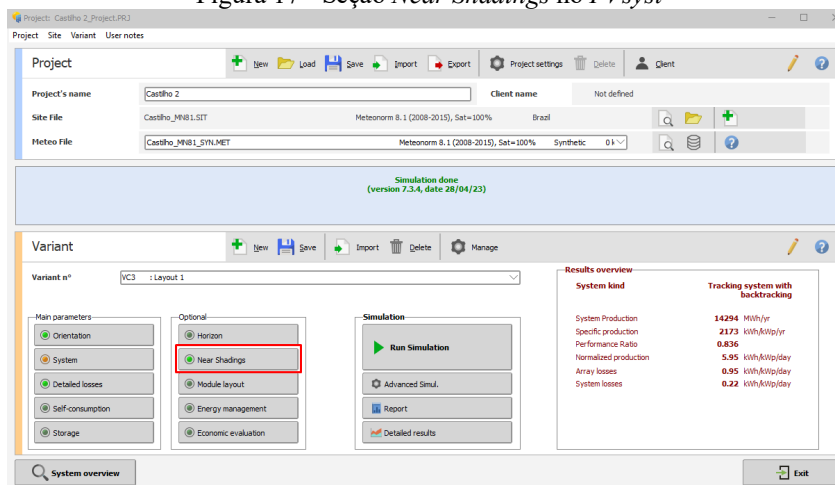 Figura 17 - Seção Near Shadings no PVsyst
Project: Castilho 2_Project.PRJ
Project Site Variant User notes
Project New Load Save Import Export Project settings Delete Client
Project's name Castilho 2 Client name Not defined
Site File Castilho_MN81.SIT Meteonorm 8.1 (2008-2015), Sat=100% Brazil
Meteo File Castilho_MN81_SYN.MET Meteonorm 8.1 (2008-2015), Sat=100% Synthetic 0 k
Simulation done
(version 7.3.4, date 28/04/23)
Variant New Save Import Delete Manage
Variant n° VC3 : Layout 1
Results overview
System kind Tracking system with backtracking
Main parameters Optional Simulation
System Production 14294 MWh/yr
Specific production 2173 kWh/kWp/yr
Performance Ratio 0.836
Normalized production 5.95 kWh/kWp/day
Array losses 0.95 kWh/kWp/day
System losses 0.22 kWh/kWp/day
Orientation Horizon Run Simulation
System Near Shadings
Detailed losses Module layout Advanced Simul.
Self-consumption Energy management Report
Storage Economic evaluation Detailed results
System overview Exit